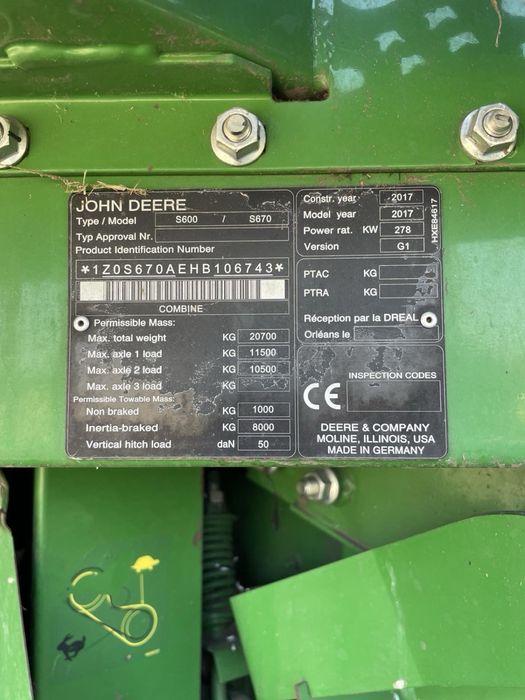 JOHN DEERE
Type / Model S600 / S670
Typ Approval Nr.
Product Identification Number
*1Z0S670AEHB106743*
COMBINE
Permissible Mass:
Max. total weight KG 20700
Max. axle 1 load KG 11500
Max. axle 2 load KG 10500
Max. axle 3 load KG
Permissible Towable Mass:
Non braked KG 1000
Inertia-braked KG 8000
Vertical hitch load daN 50
Constr. year 2017
Model year 2017
Power rat. KW 278
Version G1
HXE84617
PTAC KG
PTRA KG
Réception par la DREAL
Orléans le
CE
INSPECTION CODES
DEERE & COMPANY
MOLINE, ILLINOIS, USA
MADE IN GERMANY